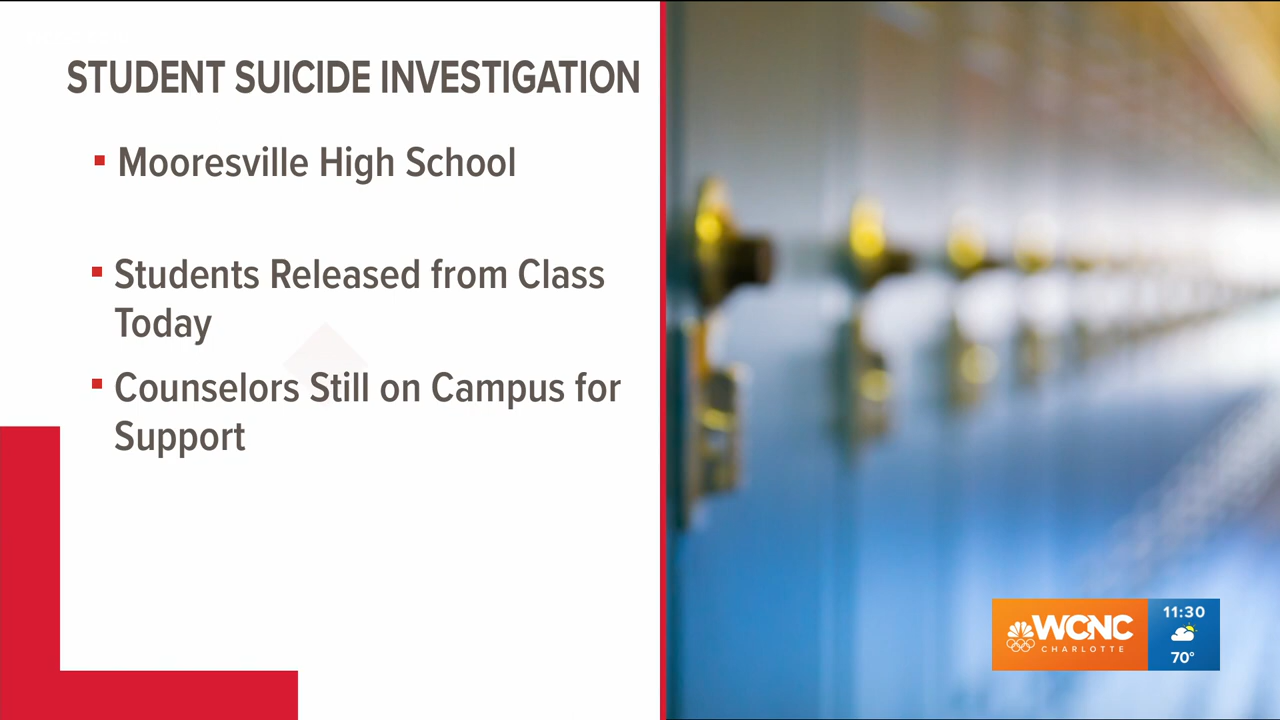 STUDENT SUICIDE INVESTIGATION
Mooresville High School
Students Released from Class
Today
Counselors Still on Campus for
Support
WCNC
CHARLOTTE
11:30
70°